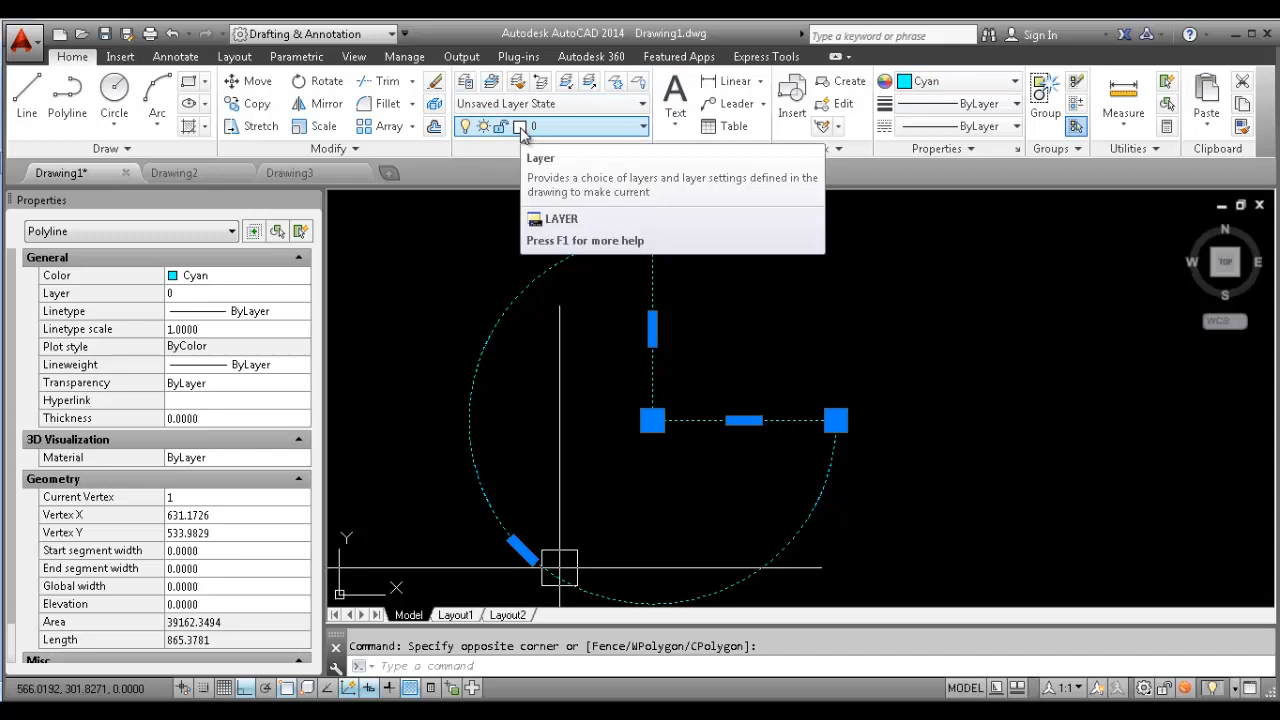 Drafting & Annotation
Autodesk AutoCAD 2014 Drawing1.dwg
Type a keyword or phrase
Sign In
Home Insert Annotate Layout Parametric View Manage Output Plug-ins Autodesk 360 Featured Apps Express Tools
Line Polyline Circle Arc
Move Rotate Trim
Copy Mirror Fillet
Stretch Scale Array
Unsaved Layer State
0
Text
Linear
Leader
Table
Insert
Create
Edit
Cyan
ByLayer
ByLayer
Group
Measure
Paste
Draw Modify Properties Groups Utilities Clipboard
Drawing1* Drawing2 Drawing3
Layer
Provides a choice of layers and layer settings defined in the
drawing to make current
LAYER
Press F1 for more help
Properties
Polyline
General
Color Cyan
Layer 0
Linetype ByLayer
Linetype scale 1.0000
Plot style ByColor
Lineweight ByLayer
Transparency ByLayer
Hyperlink
Thickness 0.0000
3D Visualization
Material ByLayer
Geometry
Current Vertex 1
Vertex X 631.1726
Vertex Y 533.9829
Start segment width 0.0000
End segment width 0.0000
Global width 0.0000
Elevation 0.0000
Area 39162.3494
Length 865.3781
Misc
N
W TOP E
S
WCS
Y
X
Model Layout1 Layout2
Command: Specify opposite corner or [Fence/WPolygon/CPolygon]:
Type a command
566.0192, 301.8271, 0.0000
MODEL
1:1